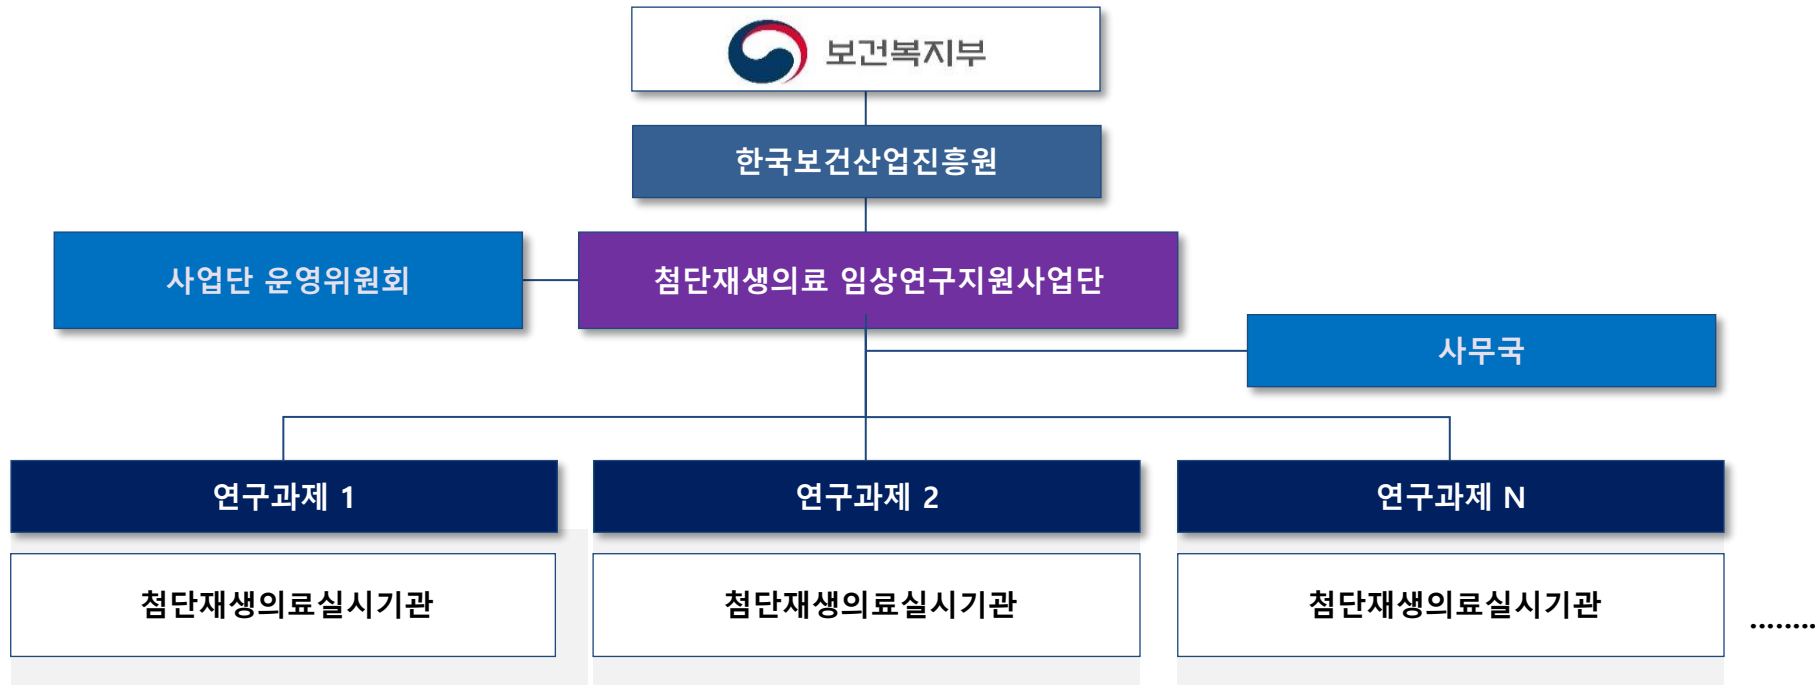 보건복지부
한국보건산업진흥원
사업단 운영위원회
첨단재생의료 임상연구지원사업단
사무국
연구과제 1
연구과제 2
연구과제 N
첨단재생의료실시기관
첨단재생의료실시기관
첨단재생의료실시기관
........